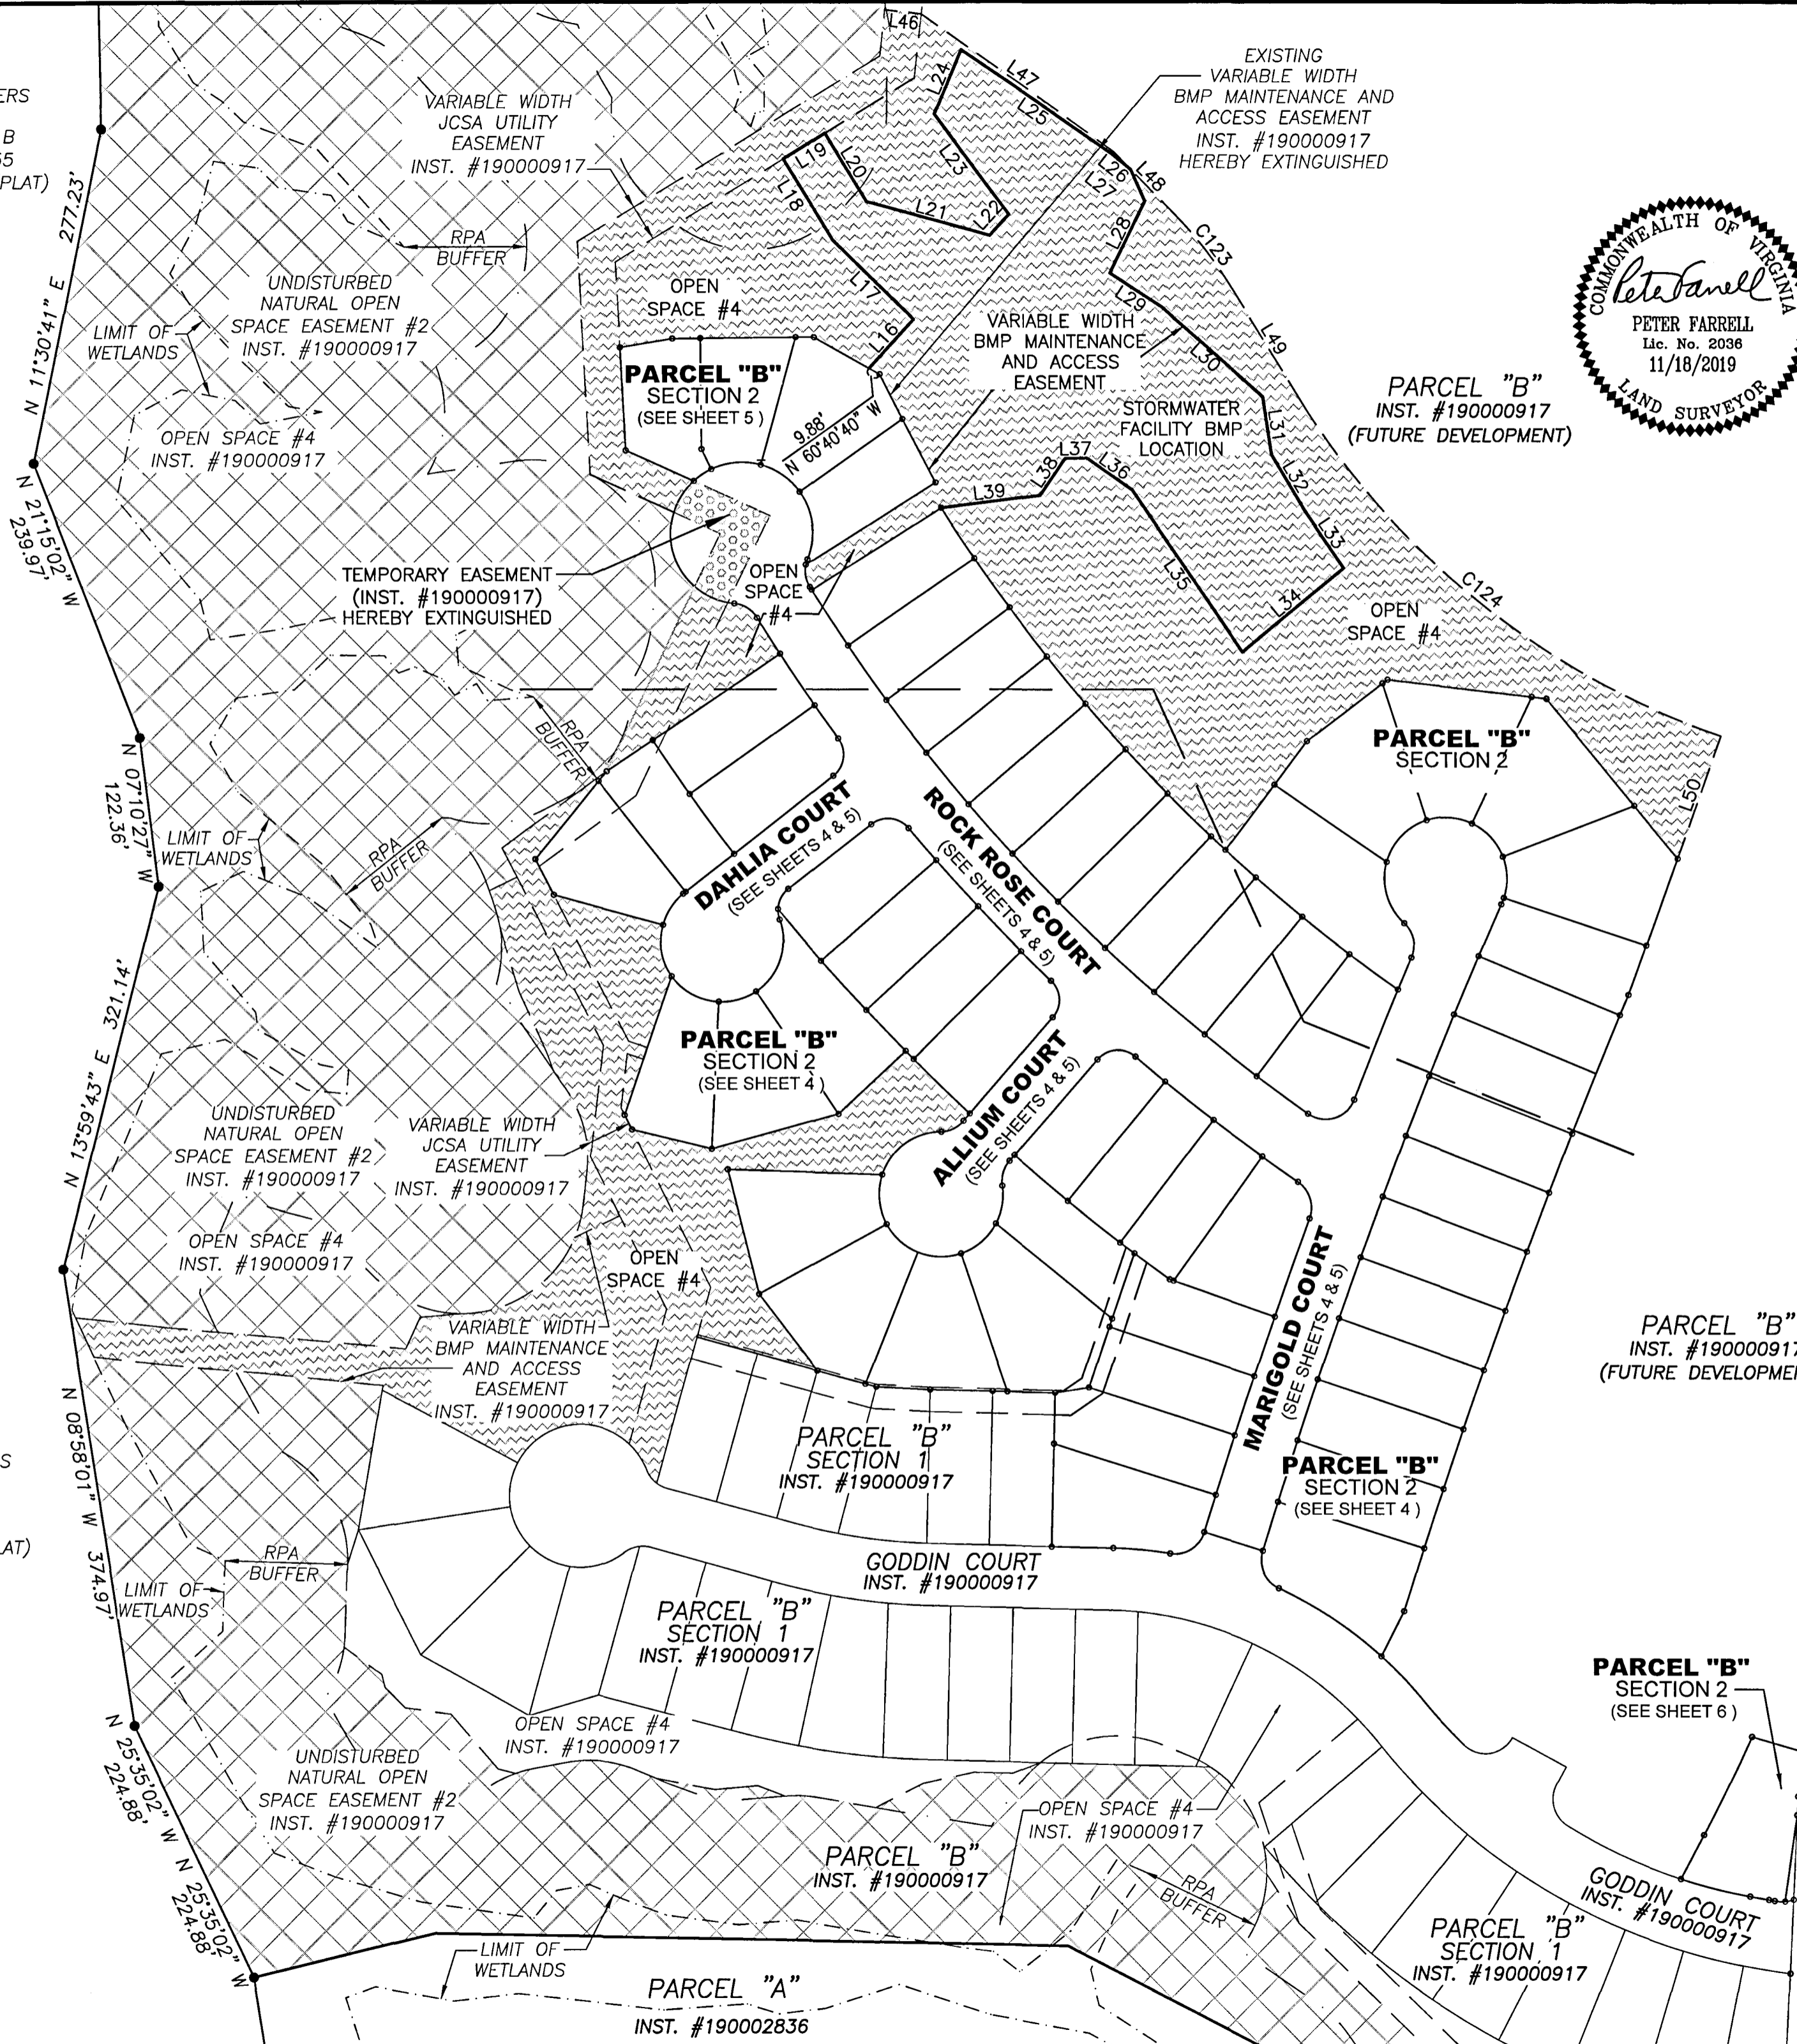 L46
ERS
B
65
PLAT)
VARIABLE WIDTH
JCSA UTILITY
EASEMENT
INST. #190000917
L24
L47
L25
EXISTING
VARIABLE WIDTH
BMP MAINTENANCE AND
ACCESS EASEMENT
INST. #190000917
HEREBY EXTINGUISHED
L19
L20
L23
L26
L27
L48
L18
L21
L22
L28
C123
277.23'
N 11°30'41" E
RPA
BUFFER
UNDISTURBED
NATURAL OPEN
SPACE EASEMENT #2
INST. #190000917
LIMIT OF
WETLANDS
OPEN
SPACE #4
L17
L16
L29
L30
L49
VARIABLE WIDTH
BMP MAINTENANCE
AND ACCESS
EASEMENT
COMMONWEALTH OF VIRGINIA
Peter Farrell
PETER FARRELL
Lic. No. 2036
11/18/2019
LAND SURVEYOR
PARCEL "B"
SECTION 2
(SEE SHEET 5)
9.88'
N 60°40'40" W
STORMWATER
FACILITY BMP
LOCATION
L31
PARCEL "B"
INST. #190000917
(FUTURE DEVELOPMENT)
OPEN SPACE #4
INST. #190000917
L37
L38
L36
L39
L32
L33
L35
L34
N 21°15'02" W
239.97'
TEMPORARY EASEMENT
(INST. #190000917)
HEREBY EXTINGUISHED
OPEN
SPACE
#4
C124
OPEN
SPACE #4
RPA
BUFFER
PARCEL "B"
SECTION 2
L50
N 07°10'27" W
122.36'
LIMIT OF
WETLANDS
RPA
BUFFER
DAHLIA COURT
(SEE SHEETS 4 & 5)
ROCK ROSE COURT
(SEE SHEETS 4 & 5)
N 13°59'43" E 321.14'
PARCEL "B"
SECTION 2
(SEE SHEET 4)
ALLIUM COURT
(SEE SHEETS 4 & 5)
UNDISTURBED
NATURAL OPEN
SPACE EASEMENT #2
INST. #190000917
VARIABLE WIDTH
JCSA UTILITY
EASEMENT
INST. #190000917
OPEN SPACE #4
INST. #190000917
OPEN
SPACE #4
MARIGOLD COURT
(SEE SHEETS 4 & 5)
VARIABLE WIDTH
BMP MAINTENANCE
AND ACCESS
EASEMENT
INST. #190000917
PARCEL "B"
INST. #190000917
(FUTURE DEVELOPME
N 08°58'01" W 374.97'
PARCEL "B"
SECTION 1
INST. #190000917
PARCEL "B"
SECTION 2
(SEE SHEET 4)
S
AT)
RPA
BUFFER
LIMIT OF
WETLANDS
GODDIN COURT
INST. #190000917
PARCEL "B"
SECTION 1
INST. #190000917
PARCEL "B"
SECTION 2
(SEE SHEET 6)
OPEN SPACE #4
INST. #190000917
N 25°35'02" W
224.88'
UNDISTURBED
NATURAL OPEN
SPACE EASEMENT #2
INST. #190000917
OPEN SPACE #4
INST. #190000917
PARCEL "B"
INST. #190000917
N 25°35'02" W
224.88'
RPA
BUFFER
GODDIN COURT
INST. #190000917
PARCEL "B"
SECTION 1
INST. #190000917
LIMIT OF
WETLANDS
PARCEL "A"
INST. #190002836